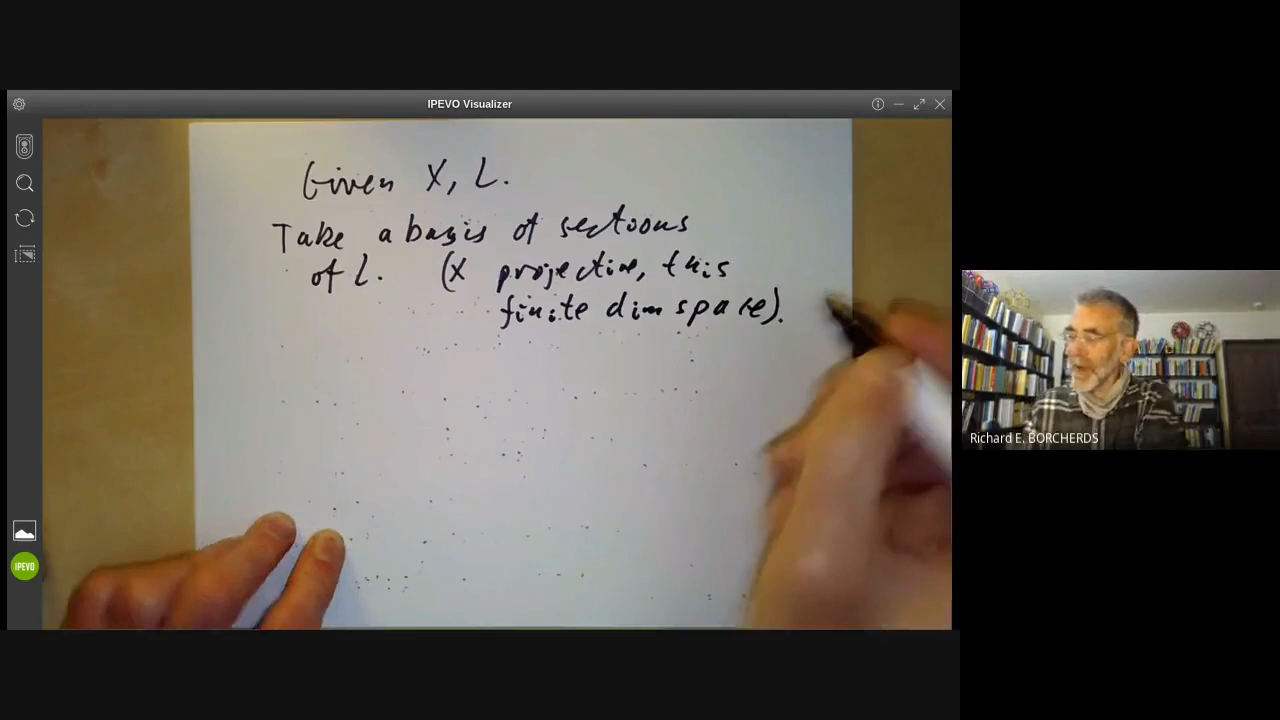 IPEVO Visualizer
Given X, L.
Take a basis of sections
of L. (X projective, this
finite dim space).
IPEVO
Richard E. BORCHERDS